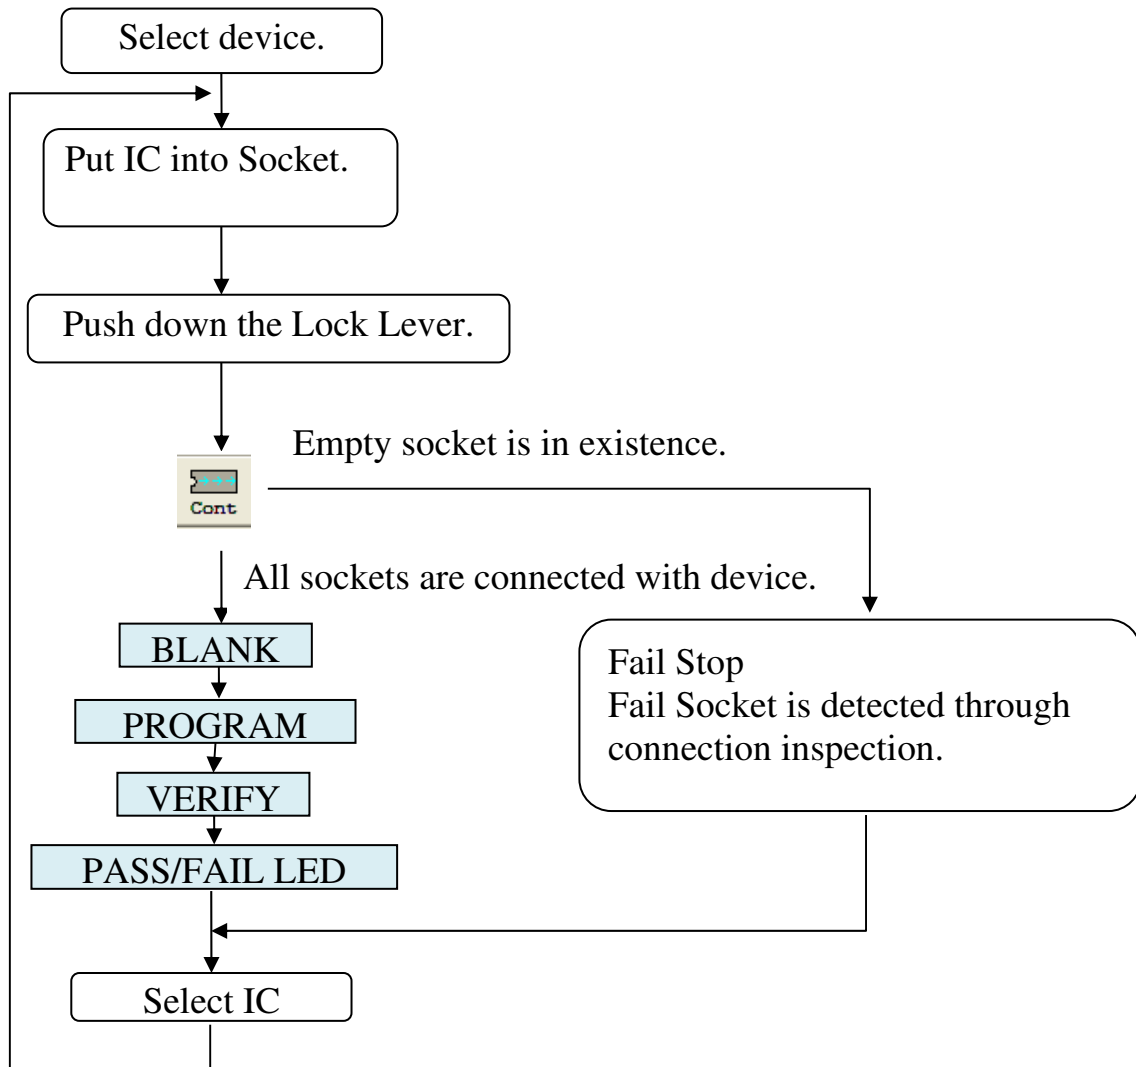 Select device.
Put IC into Socket.
Push down the Lock Lever.
Empty socket is in existence.
Cont
All sockets are connected with device.
BLANK
PROGRAM
VERIFY
PASS/FAIL LED
Fail Stop
Fail Socket is detected through
connection inspection.
Select IC